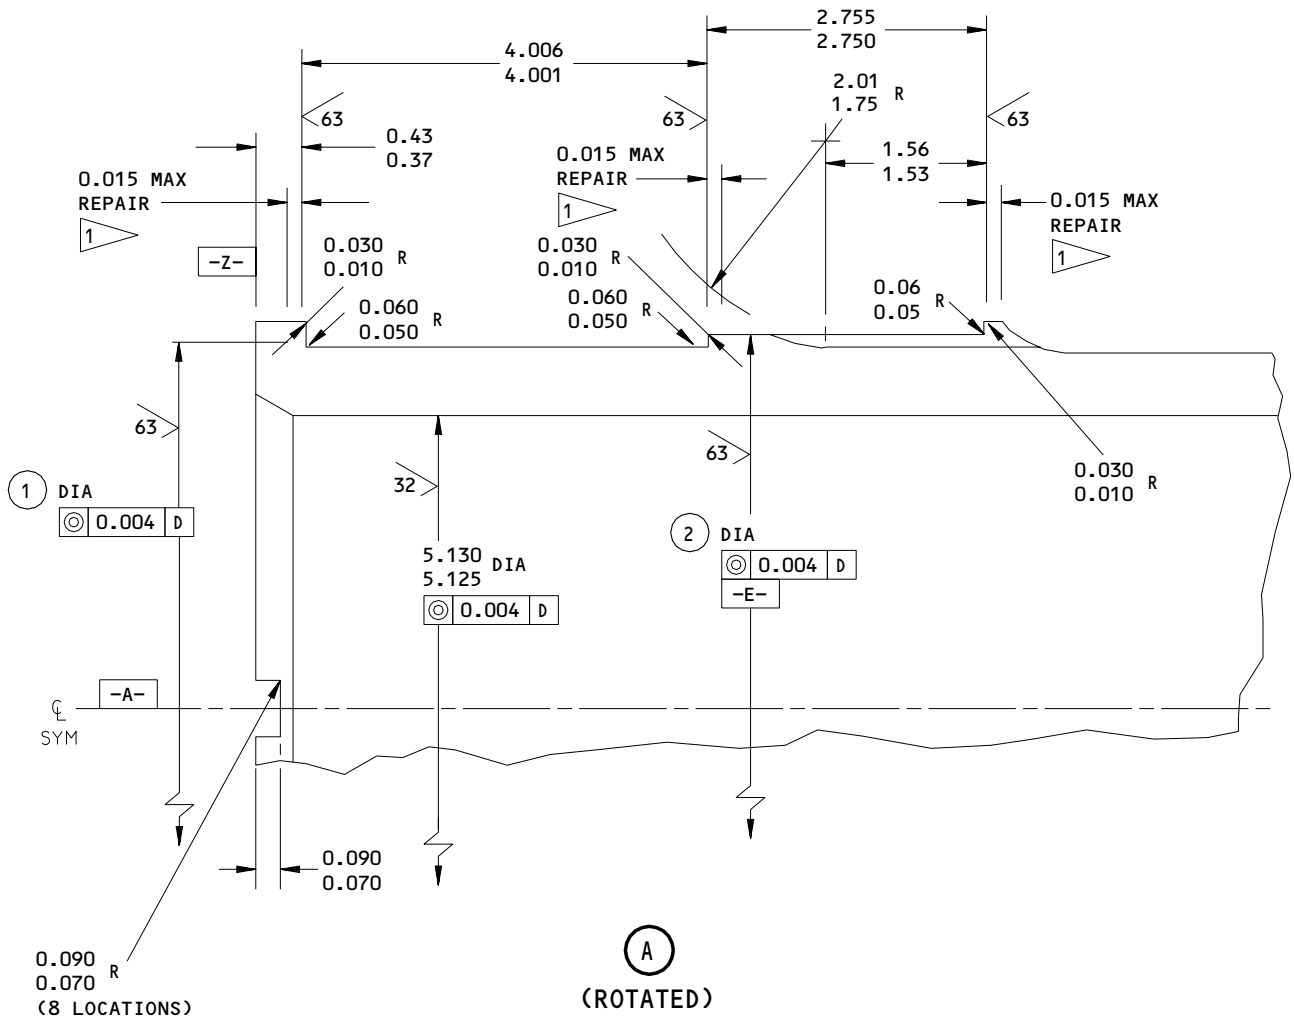 2.755
2.750
4.006
4.001
2.01
1.75 R
63
63
63
0.43
0.37
1.56
1.53
0.015 MAX
REPAIR
1
0.015 MAX
REPAIR
1
0.015 MAX
REPAIR
1
-Z-
0.030
0.010 R
0.030
0.010 R
0.060
0.050 R
0.060
0.050 R
0.06
0.05 R
63
63
32
0.030
0.010 R
1 DIA
0.004 D
2 DIA
0.004 D
-E-
5.130
5.125 DIA
0.004 D
-A-
℄
SYM
0.090
0.070
0.090
0.070 R
(8 LOCATIONS)
A
(ROTATED)